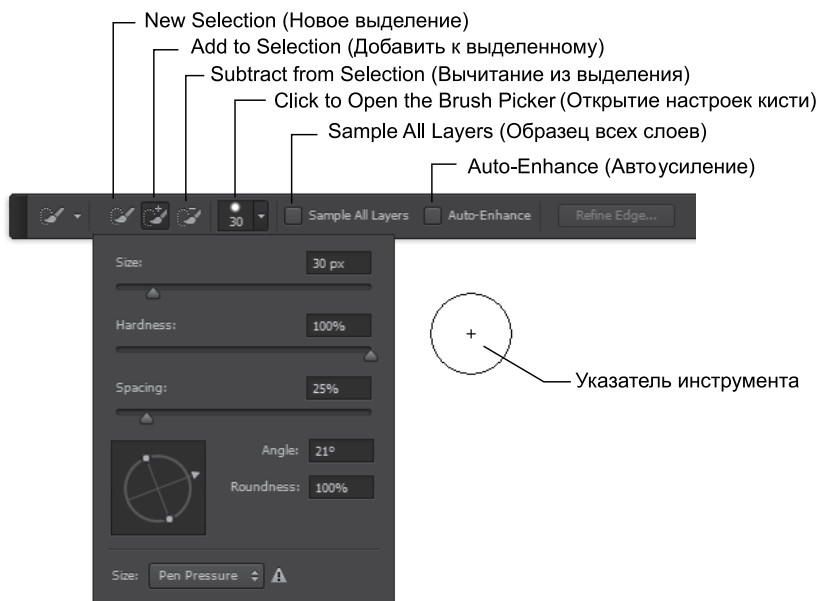 New Selection (Новое выделение)
Add to Selection (Добавить к выделенному)
Subtract from Selection (Вычитание из выделения)
Click to Open the Brush Picker (Открытие настроек кисти)
Sample All Layers (Образец всех слоев)
Auto-Enhance (Автоусиление)
30 Sample All Layers Auto-Enhance Refine Edge...
Size: 30 px
Hardness: 100%
Spacing: 25%
Указатель инструмента
Angle: 21°
Roundness: 100%
Size: Pen Pressure